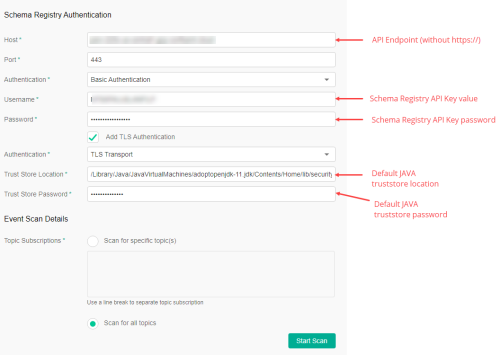 Schema Registry Authentication
Host *
API Endpoint (without https://)
Port *
443
Authentication *
Basic Authentication
Username *
Schema Registry API Key value
Password *
••••••••••••••••
Schema Registry API Key password
Add TLS Authentication
Authentication *
TLS Transport
Trust Store Location *
/Library/Java/JavaVirtualMachines/adoptopenjdk-11.jdk/Contents/Home/lib/security
Default JAVA
truststore location
Trust Store Password *
••••••••••••••
Default JAVA
truststore password
Event Scan Details
Topic Subscriptions *
Scan for specific topic(s)
Use a line break to separate topic subscription
Scan for all topics
Start Scan